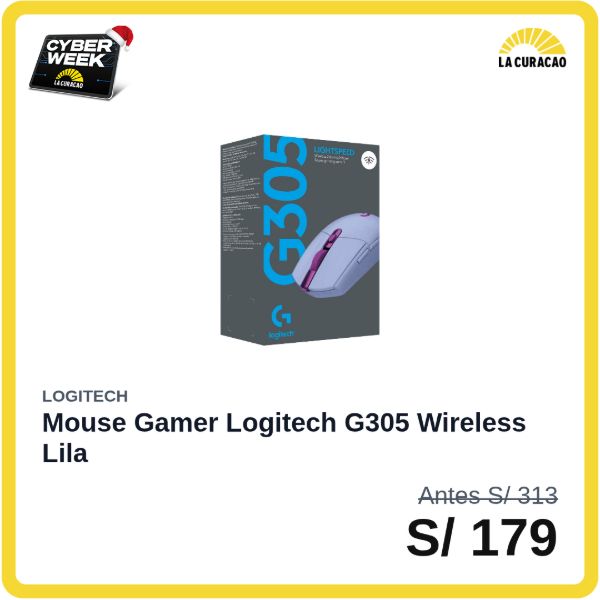 CYBER
WEEK
LA CURACAO
LA CURACAO
G305
LIGHTSPEED
logitech
LOGITECH
Mouse Gamer Logitech G305 Wireless
Lila
Antes S/ 313
S/ 179